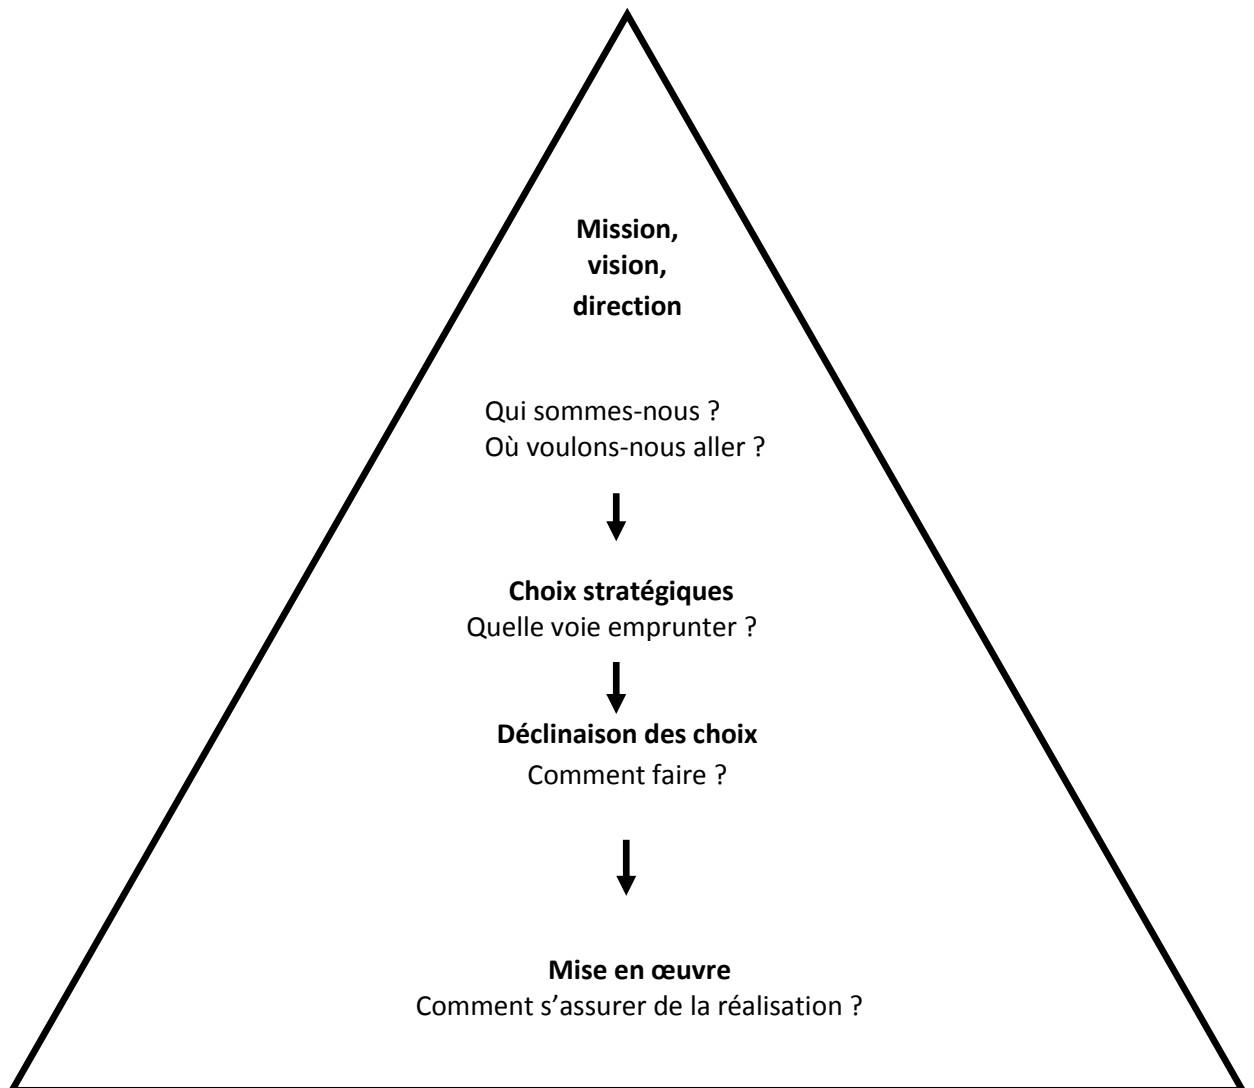 Mission,
vision,
direction
Qui sommes-nous ?
Où voulons-nous aller ?
Choix stratégiques
Quelle voie emprunter ?
Déclinaison des choix
Comment faire ?
Mise en œuvre
Comment s’assurer de la réalisation ?